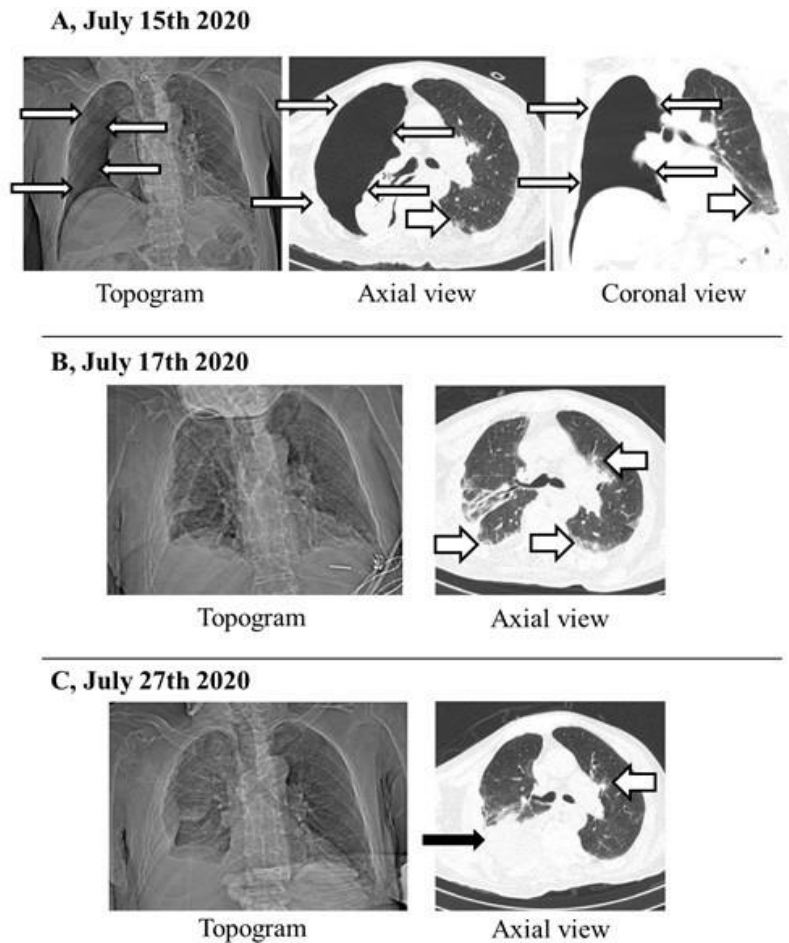 A, July 15th 2020
Topogram Axial view Coronal view
B, July 17th 2020
Topogram Axial view
C, July 27th 2020
Topogram Axial view